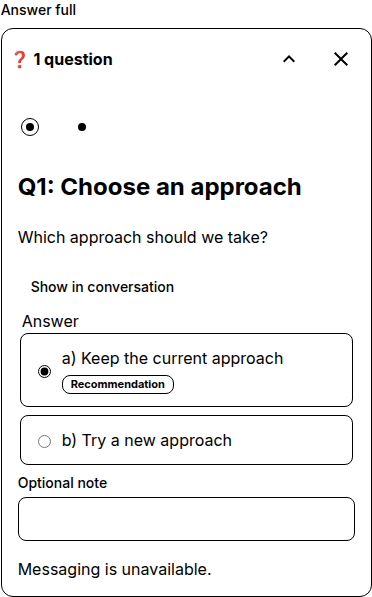 Answer full
❓ 1 question
Q1: Choose an approach
Which approach should we take?
Show in conversation
Answer
a) Keep the current approach
Recommendation
b) Try a new approach
Optional note
Messaging is unavailable.